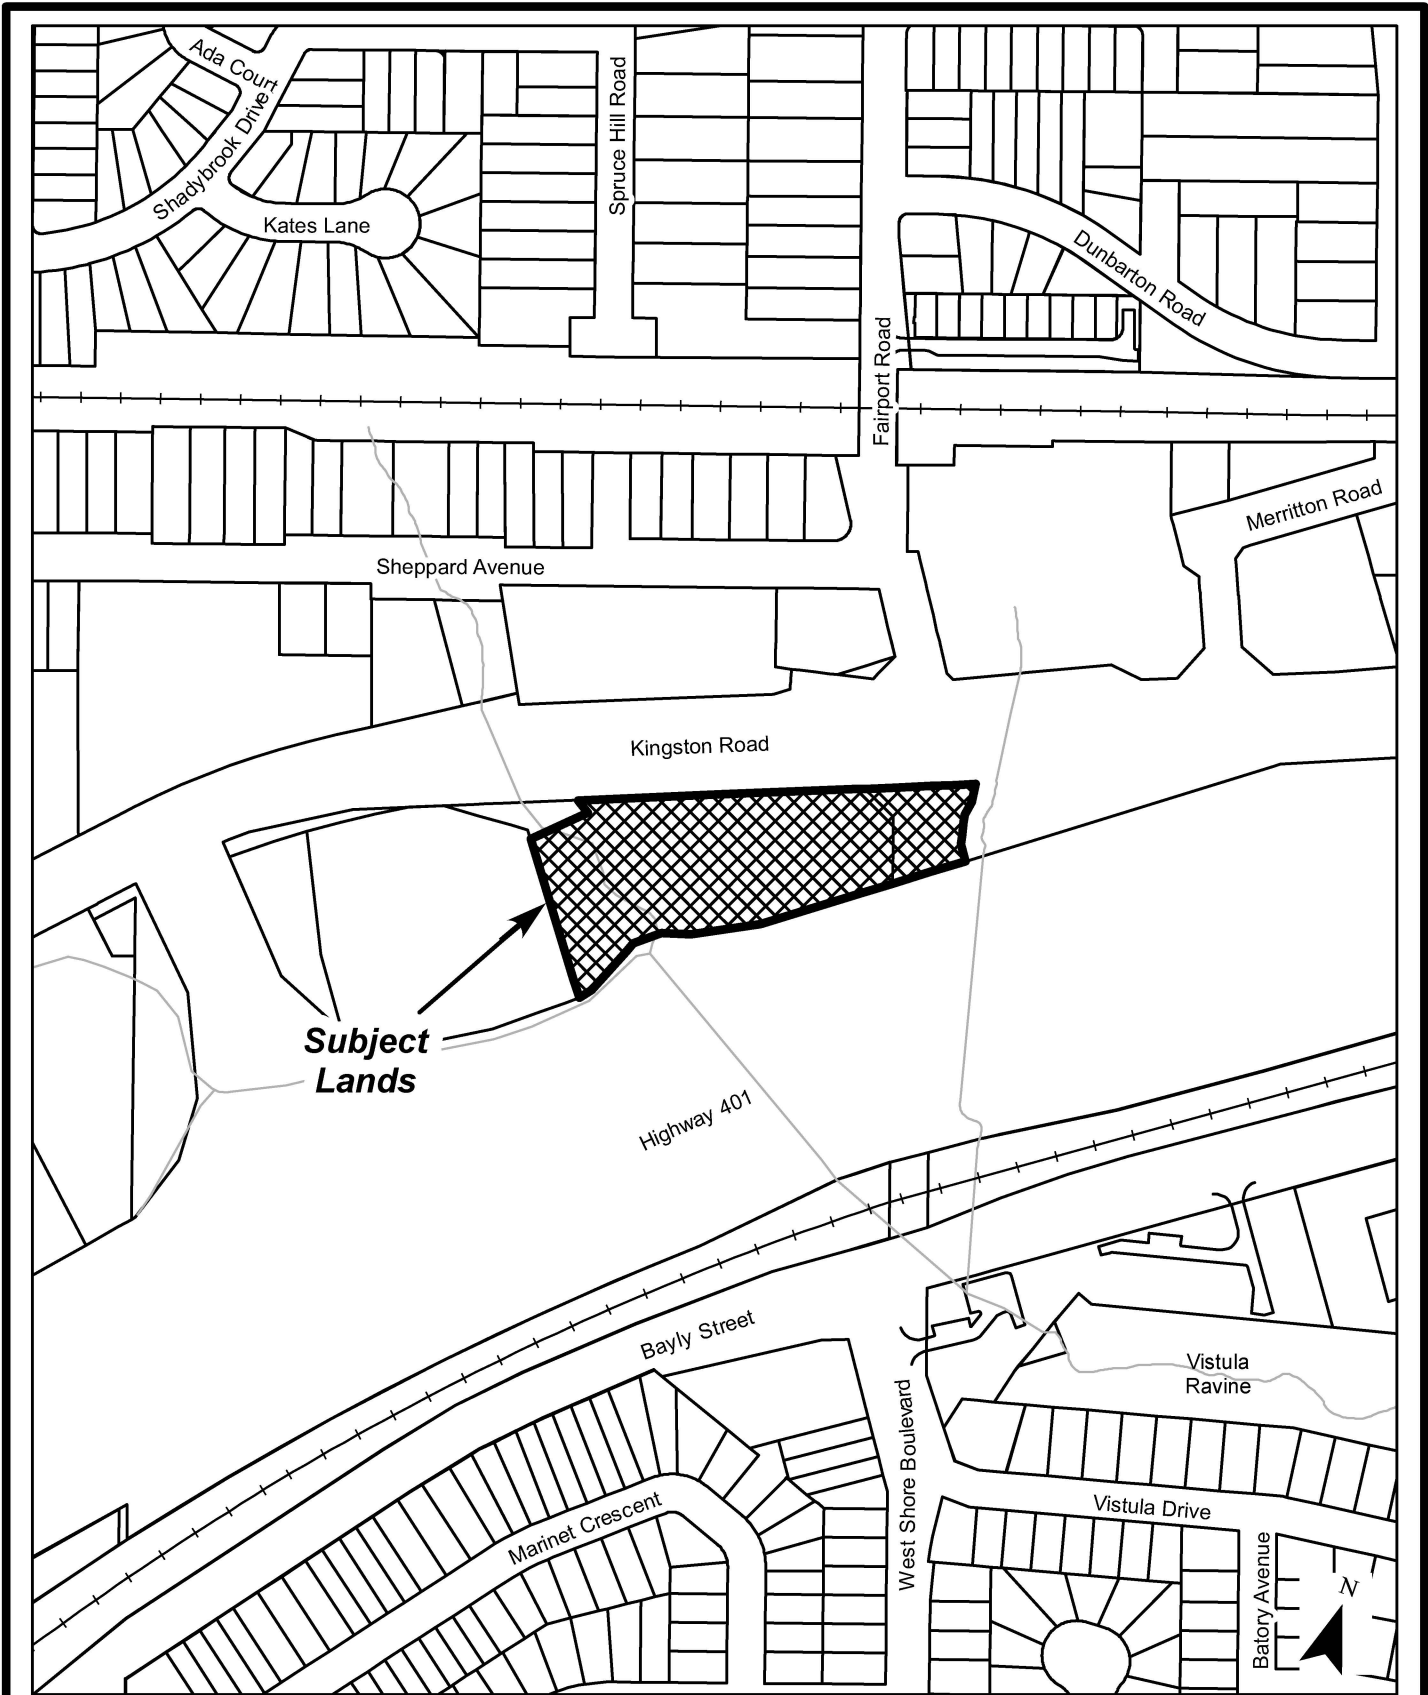 Ada Court
Shadybrook Drive
Kates Lane
Spruce Hill Road
Dunbarton Road
Fairport Road
Merritton Road
Sheppard Avenue
Kingston Road
Subject
Lands
Highway 401
Bayly Street
Vistula
Ravine
West Shore Boulevard
Marinet Crescent
Vistula Drive
Batory Avenue
N